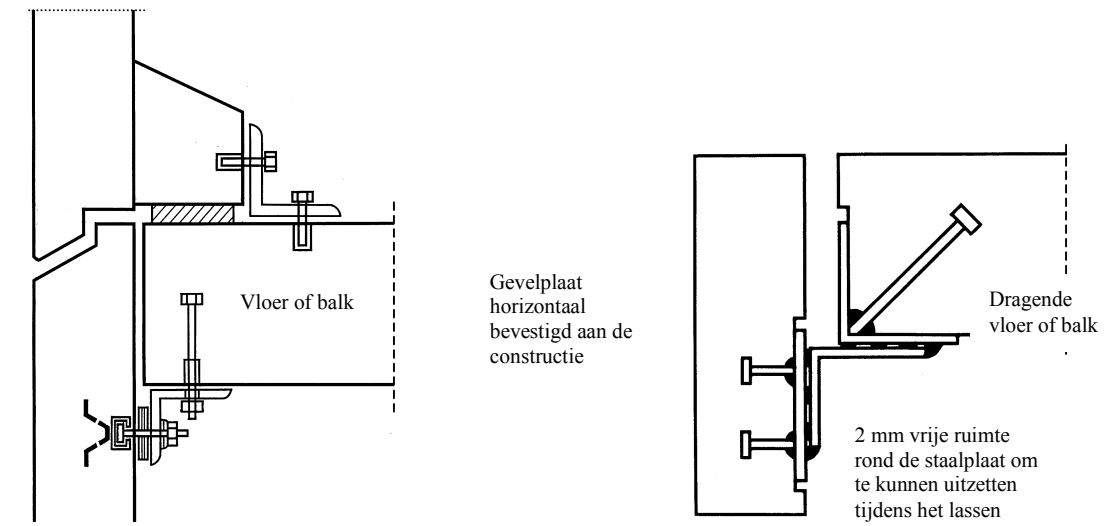 Vloer of balk
Gevelplaat
horizontaal
bevestigd aan de
constructie
Dragende
vloer of balk
2 mm vrije ruimte
rond de staalplaat om
te kunnen uitzetten
tijdens het lassen